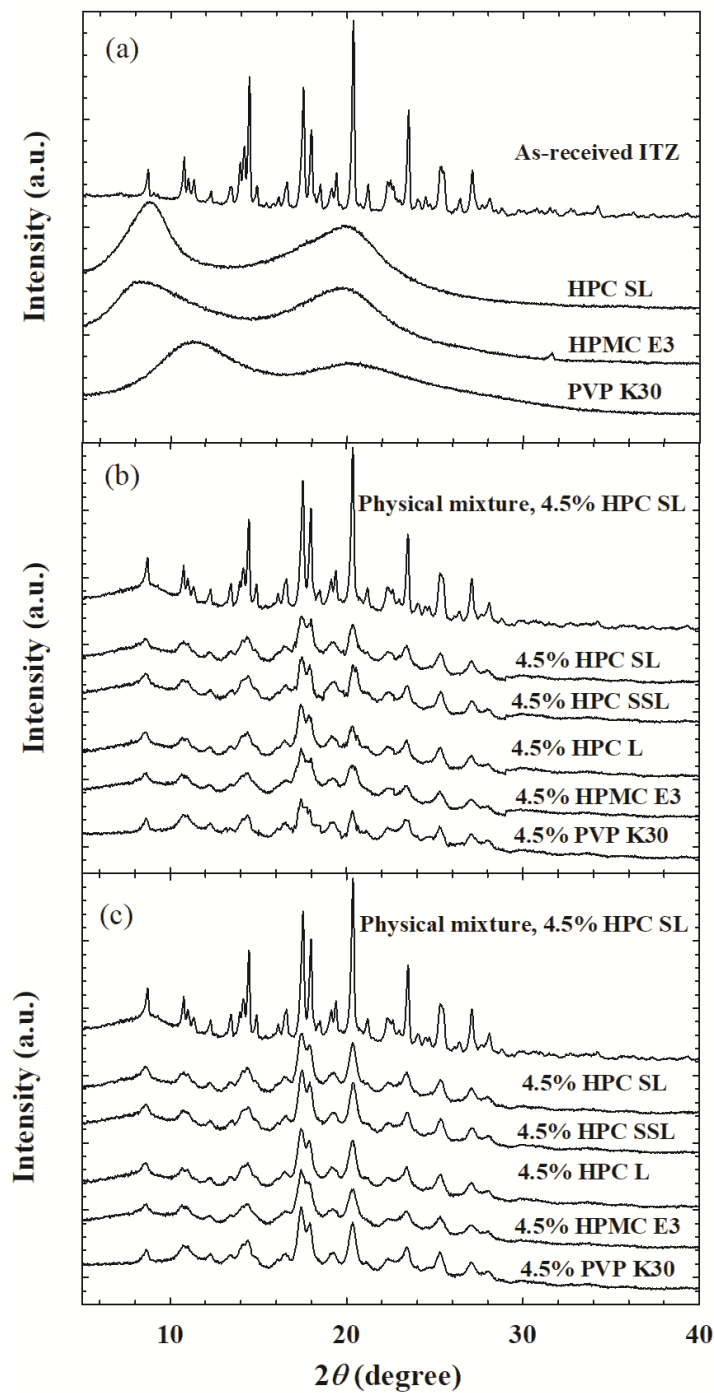 (a)
As-received ITZ
HPC SL
HPMC E3
PVP K30
Intensity (a.u.)
(b)
Physical mixture, 4.5% HPC SL
4.5% HPC SL
4.5% HPC SSL
4.5% HPC L
4.5% HPMC E3
4.5% PVP K30
Intensity (a.u.)
(c)
Physical mixture, 4.5% HPC SL
4.5% HPC SL
4.5% HPC SSL
4.5% HPC L
4.5% HPMC E3
4.5% PVP K30
Intensity (a.u.)
10 20 30 40
2θ (degree)